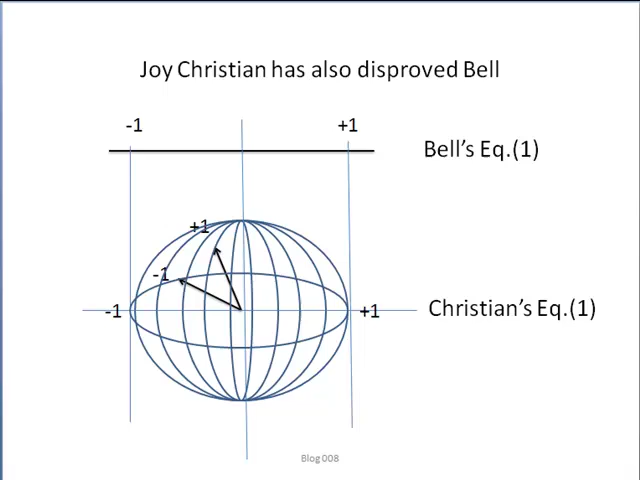 Joy Christian has also disproved Bell
-1
+1
Bell's Eq.(1)
+1
-1
-1
+1
Christian's Eq.(1)
Blog 008